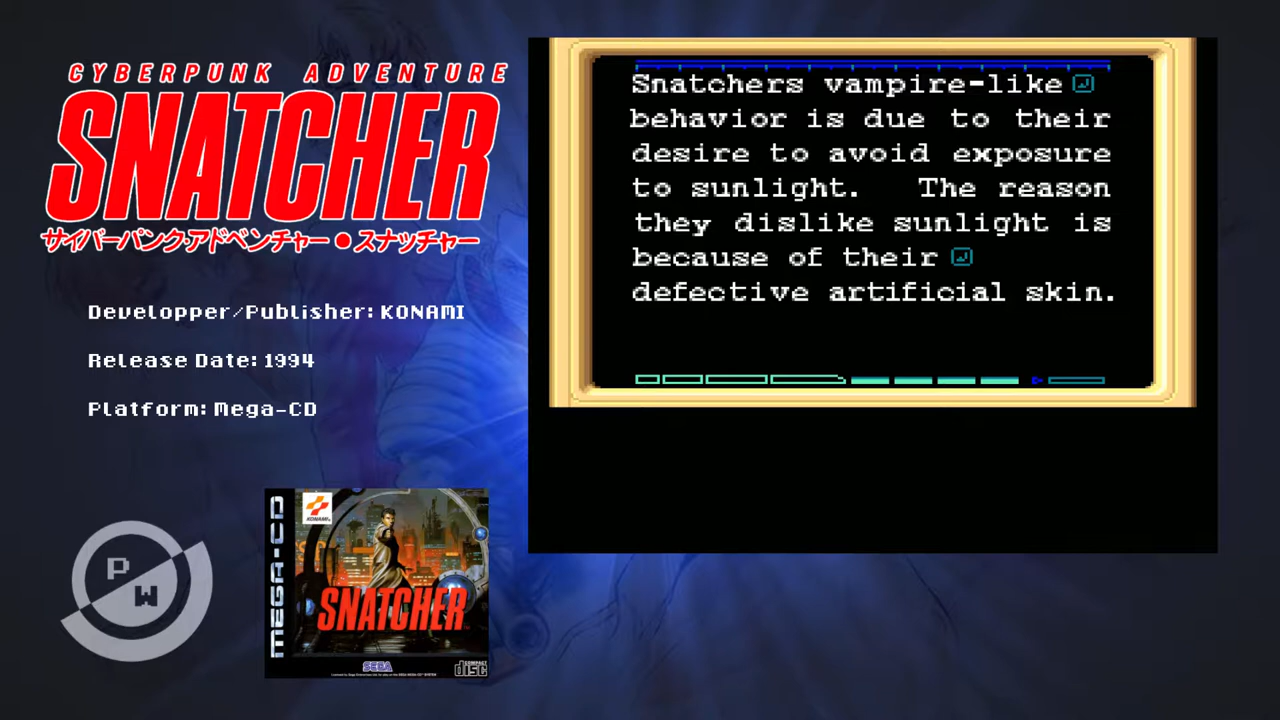 CYBERPUNK ADVENTURE
SNATCHER
サイバーパンク・アドベンチャー●スナッチャー
Developper/Publisher: KONAMI
Release Date: 1994
Platform: Mega-CD
P
W
MEGA-CD
KONAMI
SNATCHER
SEGA
COMPACT
disc
Snatchers vampire-like
behavior is due to their
desire to avoid exposure
to sunlight. The reason
they dislike sunlight is
because of their
defective artificial skin.